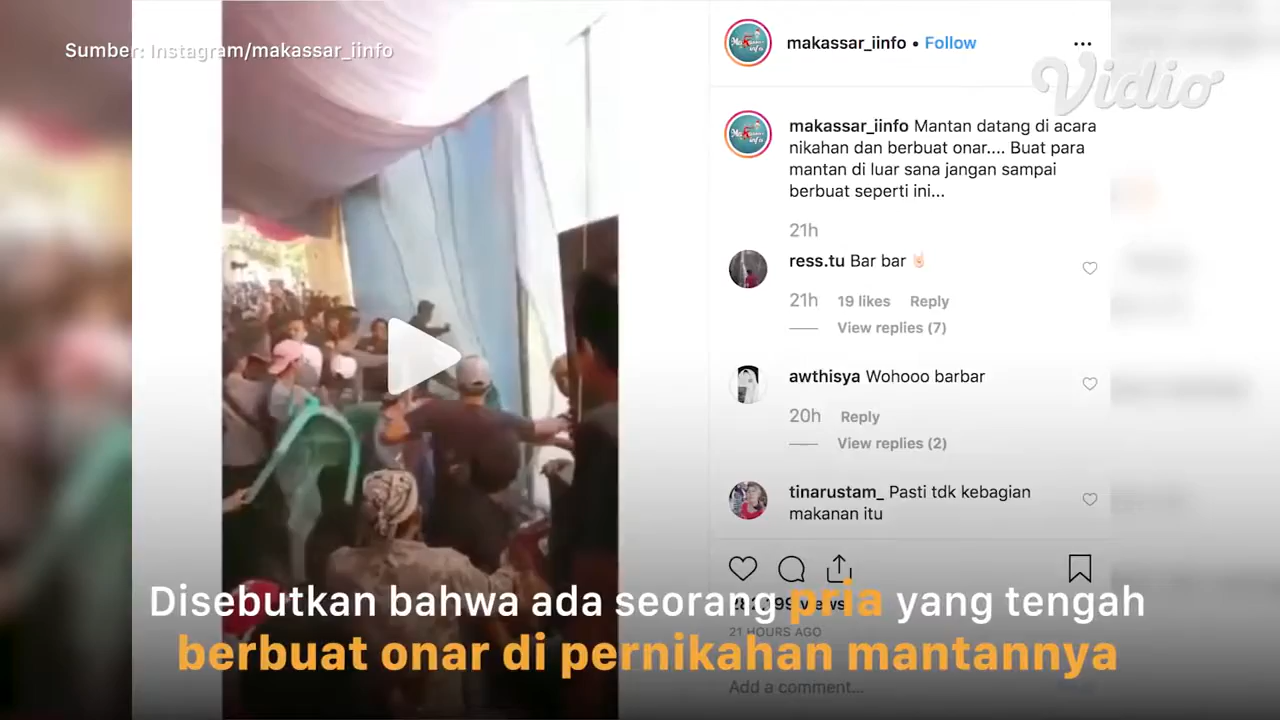 Sumber: Instagram/makassar_iinfo
makassar_iinfo • Follow
Vidio
makassar_iinfo Mantan datang di acara
nikahan dan berbuat onar.... Buat para
mantan di luar sana jangan sampai
berbuat seperti ini...
21h
ress.tu Bar bar 🤘🏻
21h 19 likes Reply
View replies (7)
awthisya Wohooo barbar
20h Reply
View replies (2)
tinarustam_ Pasti tdk kebagian
makanan itu
views
21 HOURS AGO
Add a comment...
Disebutkan bahwa ada seorang pria yang tengah
berbuat onar di pernikahan mantannya